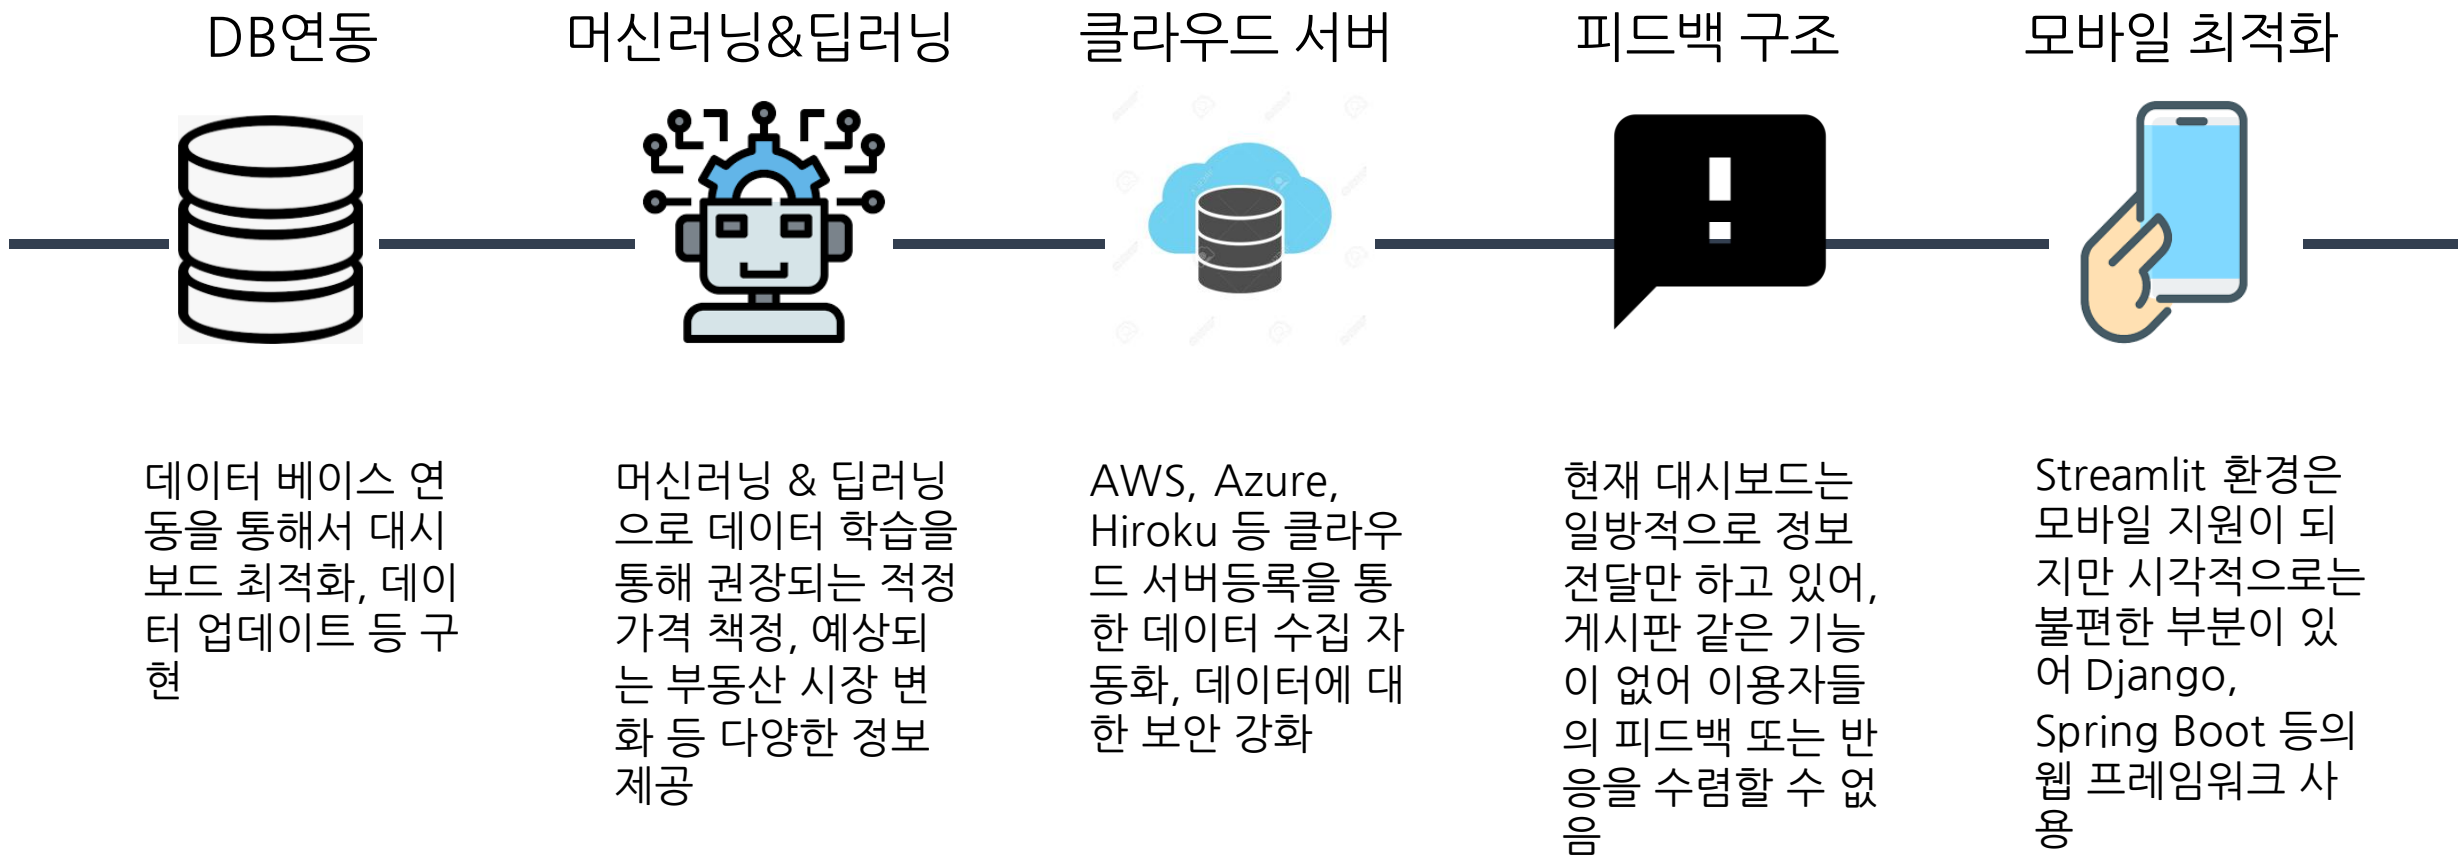 DB연동
머신러닝&딥러닝
클라우드 서버
피드백 구조
모바일 최적화
데이터 베이스 연
동을 통해서 대시
보드 최적화, 데이
터 업데이트 등 구
현
머신러닝 & 딥러닝
으로 데이터 학습을
통해 권장되는 적정
가격 책정, 예상되
는 부동산 시장 변
화 등 다양한 정보
제공
AWS, Azure,
Hiroku 등 클라우
드 서버등록을 통
한 데이터 수집 자
동화, 데이터에 대
한 보안 강화
현재 대시보드는
일방적으로 정보
전달만 하고 있어,
게시판 같은 기능
이 없어 이용자들
의 피드백 또는 반
응을 수렴할 수 없
음
Streamlit 환경은
모바일 지원이 되
지만 시각적으로는
불편한 부분이 있
어 Django,
Spring Boot 등의
웹 프레임워크 사
용